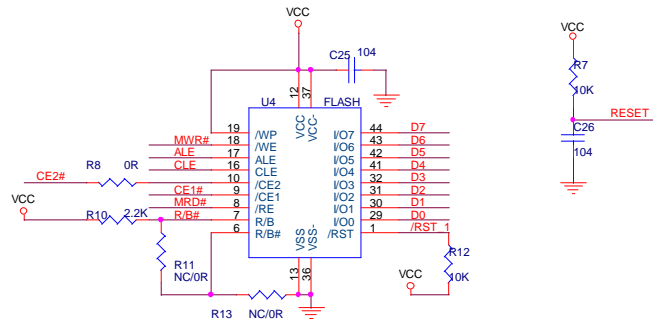 VCC
VCC
C25
104
12
37
U4
FLASH
R7
10K
RESET
C26
104
VCC
VCC-
19
/WP
I/O7
44
D7
MWR#
18
/WE
I/O6
43
D6
ALE
17
ALE
I/O5
42
D5
CLE
16
CLE
I/O4
41
D4
R8
0R
CE2#
10
/CE2
I/O3
32
D3
CE1#
9
/CE1
I/O2
31
D2
MRD#
8
/RE
I/O1
30
D1
VCC
R10
2.2K
R/B#
7
R/B
I/O0
29
D0
6
R/B#
/RST
1
/RST_1
VSS
VSS-
13
36
R11
NC/0R
R12
10K
VCC
R13
NC/0R